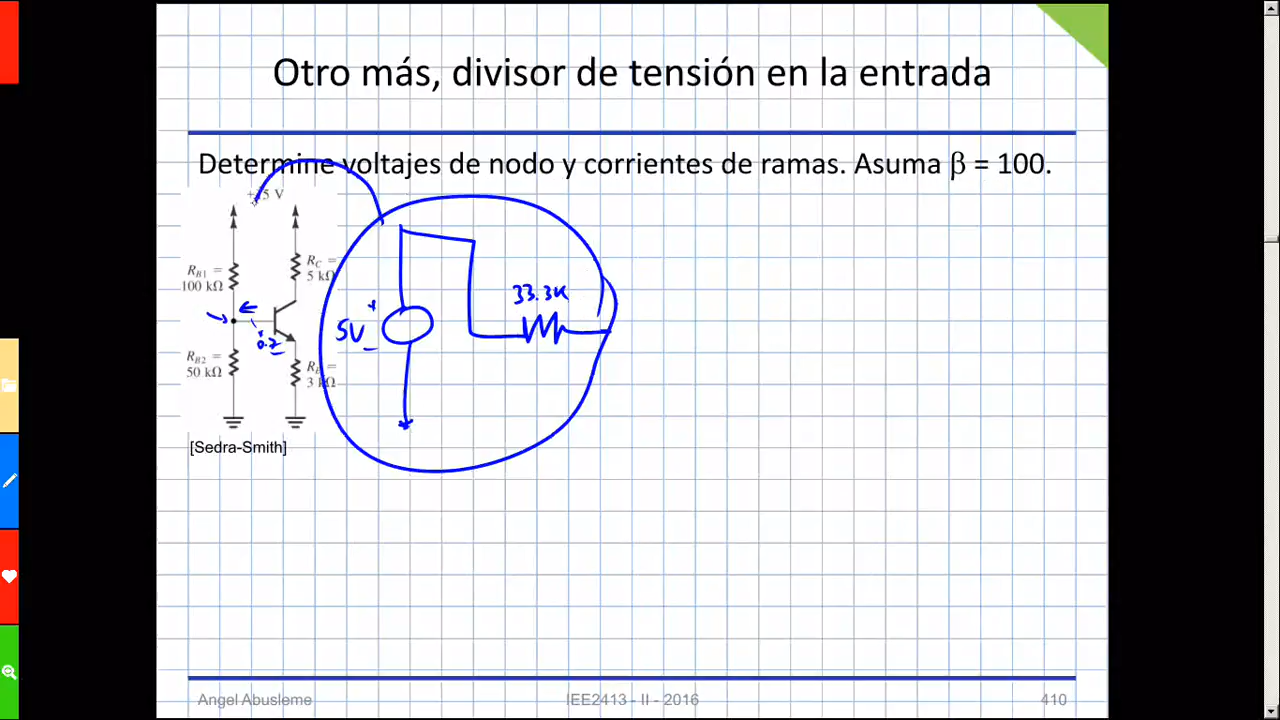 Otro más, divisor de tensión en la entrada
Determine voltajes de nodo y corrientes de ramas. Asuma β = 100.
5 V
R_B1 =
100 kΩ
R_C =
5 kΩ
R_B2 =
50 kΩ
3 kΩ
+
0.7
−
+
5V
−
33.3K
[Sedra-Smith]
Angel Abusleme
IEE2413 - II - 2016
410